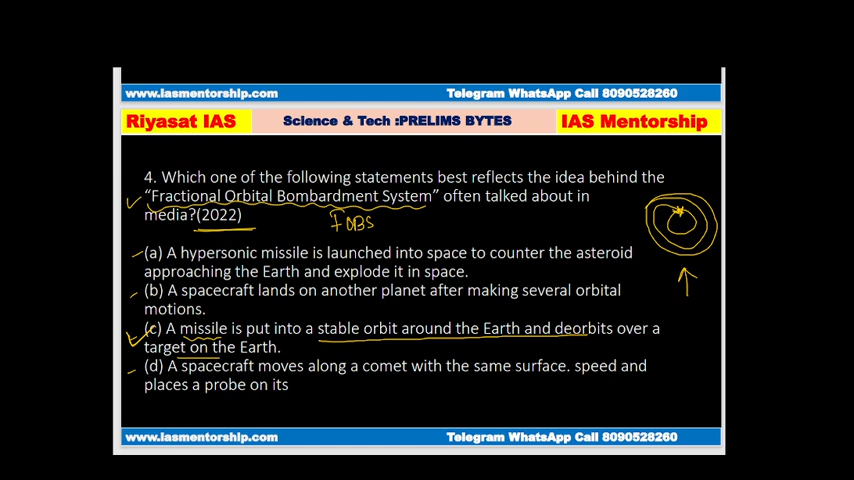 www.iasmentorship.com Telegram WhatsApp Call 8090528260
Riyasat IAS Science & Tech :PRELIMS BYTES IAS Mentorship
4. Which one of the following statements best reflects the idea behind the
“Fractional Orbital Bombardment System” often talked about in
media?(2022)
FOBS
(a) A hypersonic missile is launched into space to counter the asteroid
approaching the Earth and explode it in space.
(b) A spacecraft lands on another planet after making several orbital
motions.
(c) A missile is put into a stable orbit around the Earth and deorbits over a
target on the Earth.
(d) A spacecraft moves along a comet with the same surface. speed and
places a probe on its
www.iasmentorship.com Telegram WhatsApp Call 8090528260